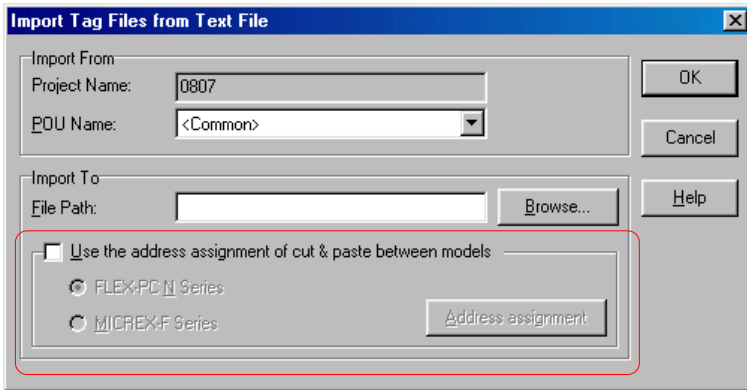 Import Tag Files from Text File
Import From
Project Name: 0807
POU Name: <Common>
OK
Cancel
Import To
File Path: Browse...
Help
Use the address assignment of cut & paste between models
FLEX-PC N Series
MICREX-F Series
Address assignment